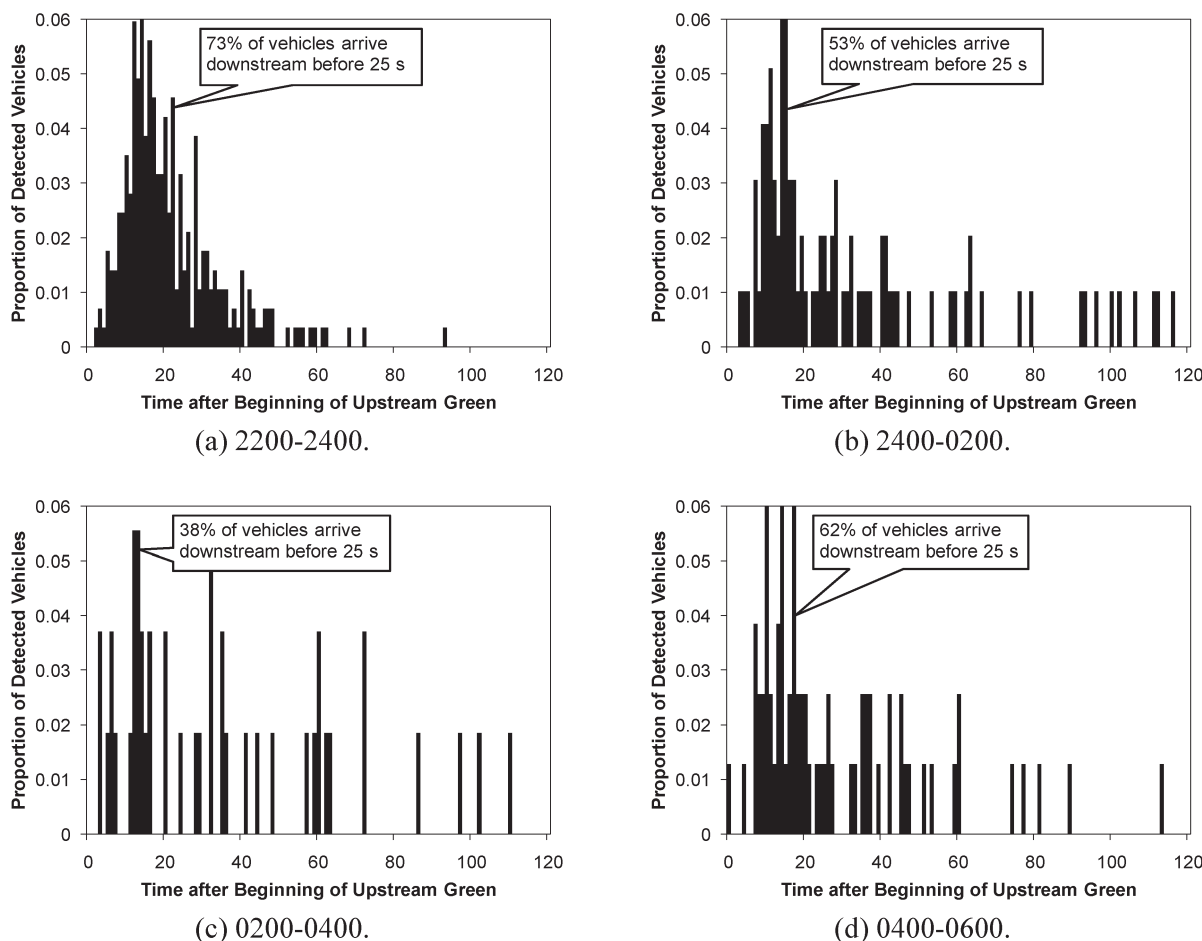 Proportion of Detected Vehicles
0.06
0.05
0.04
0.03
0.02
0.01
0
73% of vehicles arrive
downstream before 25 s
0 20 40 60 80 100 120
Time after Beginning of Upstream Green
(a) 2200-2400.
Proportion of Detected Vehicles
0.06
0.05
0.04
0.03
0.02
0.01
0
53% of vehicles arrive
downstream before 25 s
0 20 40 60 80 100 120
Time after Beginning of Upstream Green
(b) 2400-0200.
Proportion of Detected Vehicles
0.06
0.05
0.04
0.03
0.02
0.01
0
38% of vehicles arrive
downstream before 25 s
0 20 40 60 80 100 120
Time after Beginning of Upstream Green
(c) 0200-0400.
Proportion of Detected Vehicles
0.06
0.05
0.04
0.03
0.02
0.01
0
62% of vehicles arrive
downstream before 25 s
0 20 40 60 80 100 120
Time after Beginning of Upstream Green
(d) 0400-0600.